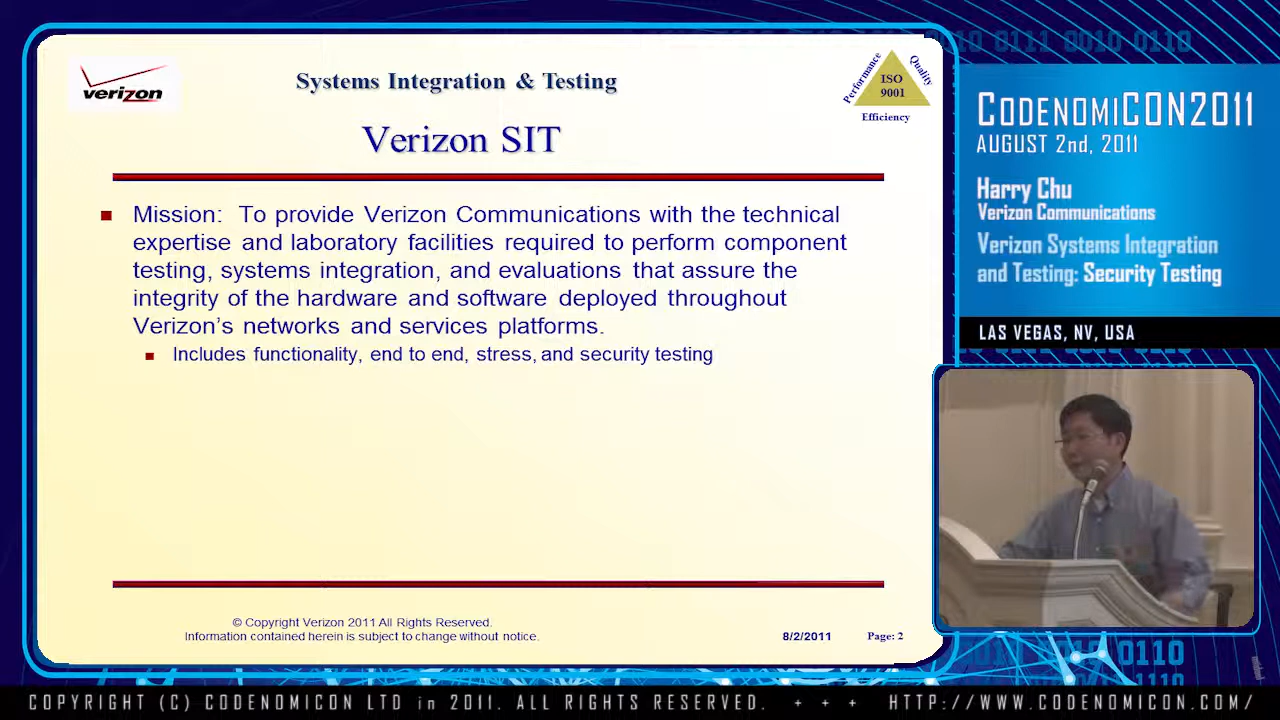 verizon
Systems Integration & Testing
Verizon SIT
Performance
Quality
ISO
9001
Efficiency
Mission: To provide Verizon Communications with the technical
expertise and laboratory facilities required to perform component
testing, systems integration, and evaluations that assure the
integrity of the hardware and software deployed throughout
Verizon's networks and services platforms.
Includes functionality, end to end, stress, and security testing
© Copyright Verizon 2011 All Rights Reserved.
Information contained herein is subject to change without notice.
8/2/2011
Page: 2
CODENOMICON2011
AUGUST 2nd, 2011
Harry Chu
Verizon Communications
Verizon Systems Integration
and Testing: Security Testing
LAS VEGAS, NV, USA
COPYRIGHT (C) CODENOMICON LTD in 2011. ALL RIGHTS RESERVED. + + + HTTP://WWW.CODENOMICON.COM/